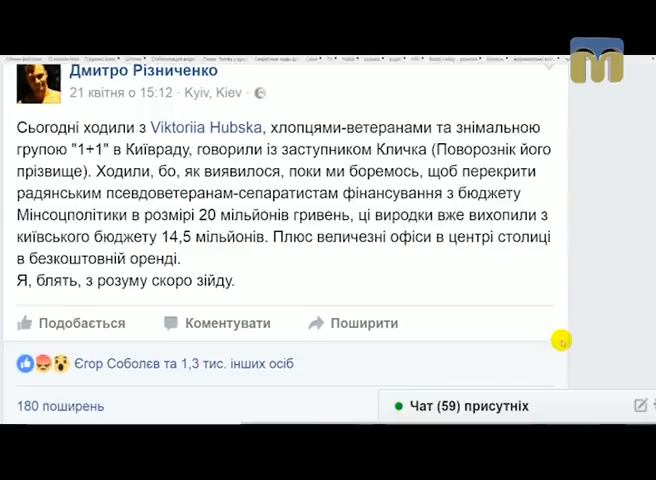 Дмитро Різниченко
21 квітня о 15:12 · Kyiv, Kiev ·
Сьогодні ходили з Viktoriia Hubska, хлопцями-ветеранами та знімальною
групою "1+1" в Київраду, говорили із заступником Кличка (Поворозник його
прізвище). Ходили, бо, як виявилося, поки ми боремось, щоб перекрити
радянським псевдоветеранам-сепаратистам фінансування з бюджету
Мінсоцполітики в розмірі 20 мільйонів гривень, ці виродки вже вихопили з
київського бюджету 14,5 мільйонів. Плюс величезні офіси в центрі столиці
в безкоштовній оренді.
Я, блять, з розуму скоро зійду.
Подобається Коментувати Поширити
Єгор Соболєв та 1,3 тис. інших осіб
180 поширень
Чат (59) присутніх